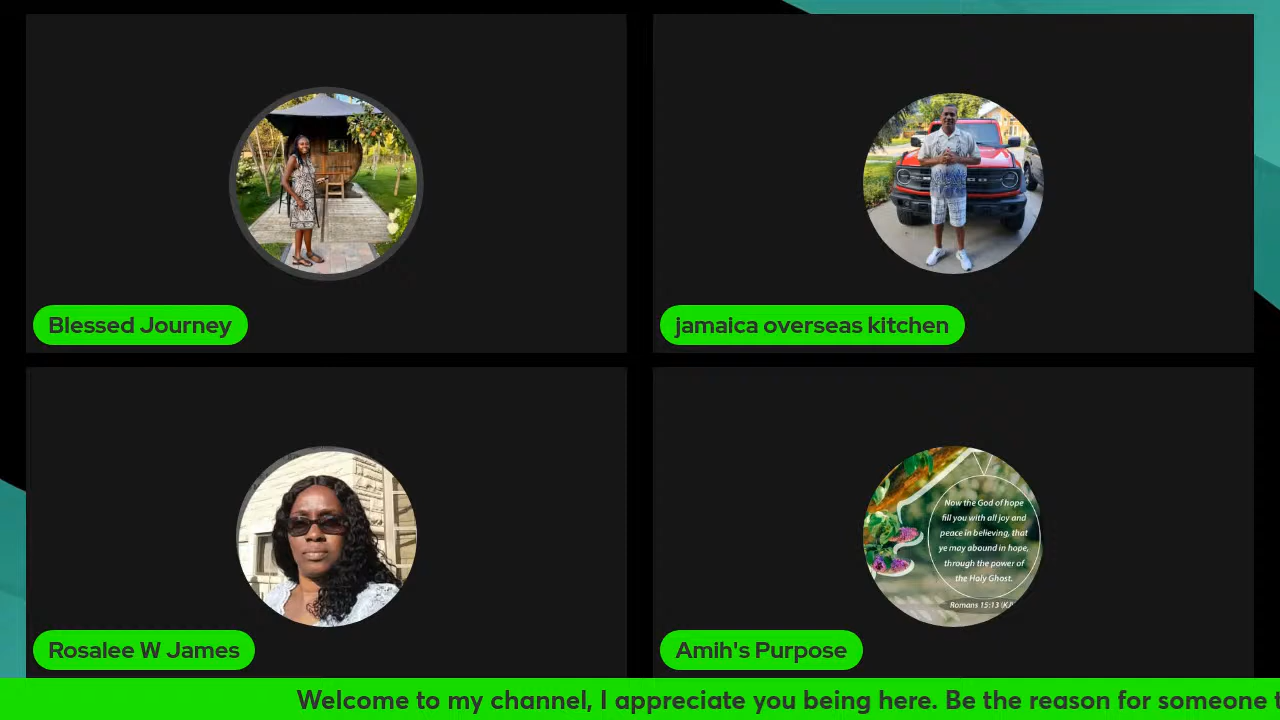 Blessed Journey
jamaica overseas kitchen
Rosalee W James
Now the God of hope
fill you with all joy and
peace in believing, that
ye may abound in hope,
through the power of
the Holy Ghost.
Romans 15:13
Amih's Purpose
Welcome to my channel, I appreciate you being here. Be the reason for someone